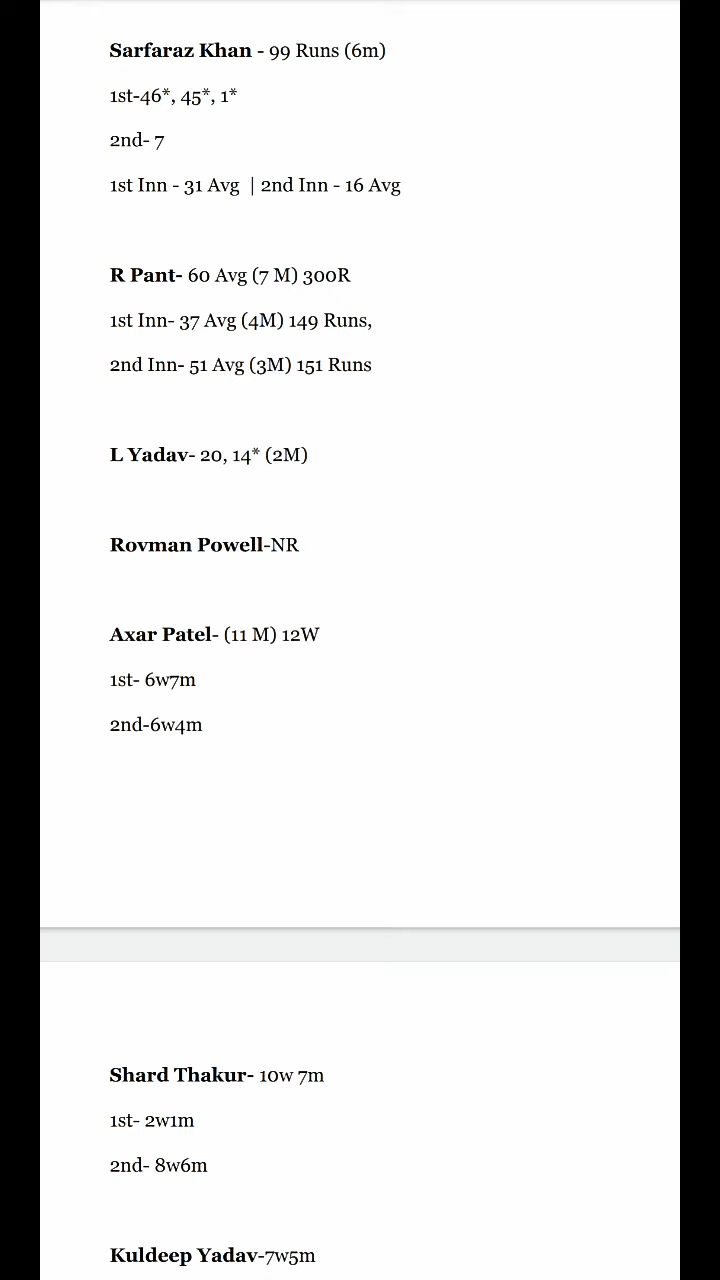 Sarfaraz Khan - 99 Runs (6m)
1st-46*, 45*, 1*
2nd- 7
1st Inn - 31 Avg | 2nd Inn - 16 Avg
R Pant- 60 Avg (7 M) 300R
1st Inn- 37 Avg (4M) 149 Runs,
2nd Inn- 51 Avg (3M) 151 Runs
L Yadav- 20, 14* (2M)
Rovman Powell-NR
Axar Patel- (11 M) 12W
1st- 6w7m
2nd-6w4m
Shard Thakur- 10w 7m
1st- 2w1m
2nd- 8w6m
Kuldeep Yadav-7w5m